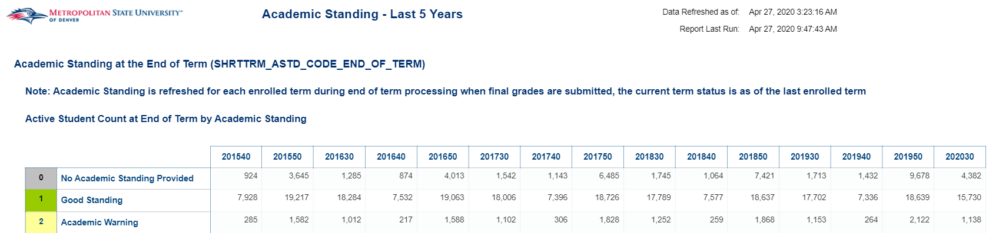 METROPOLITAN STATE UNIVERSITY™
OF DENVER
Academic Standing - Last 5 Years
Data Refreshed as of: Apr 27, 2020 3:23:16 AM
Report Last Run: Apr 27, 2020 9:47:43 AM
Academic Standing at the End of Term (SHRTTRM_ASTD_CODE_END_OF_TERM)
Note: Academic Standing is refreshed for each enrolled term during end of term processing when final grades are submitted, the current term status is as of the last enrolled term
Active Student Count at End of Term by Academic Standing
201540 201550 201630 201640 201650 201730 201740 201750 201830 201840 201850 201930 201940 201950 202030
0 No Academic Standing Provided 924 3,645 1,285 874 4,013 1,542 1,143 6,485 1,745 1,064 7,421 1,713 1,432 9,678 4,382
1 Good Standing 7,928 19,217 18,284 7,532 19,063 18,006 7,396 18,726 17,789 7,577 18,637 17,702 7,336 18,639 15,730
2 Academic Warning 285 1,582 1,012 217 1,588 1,102 306 1,828 1,252 259 1,868 1,153 264 2,122 1,138